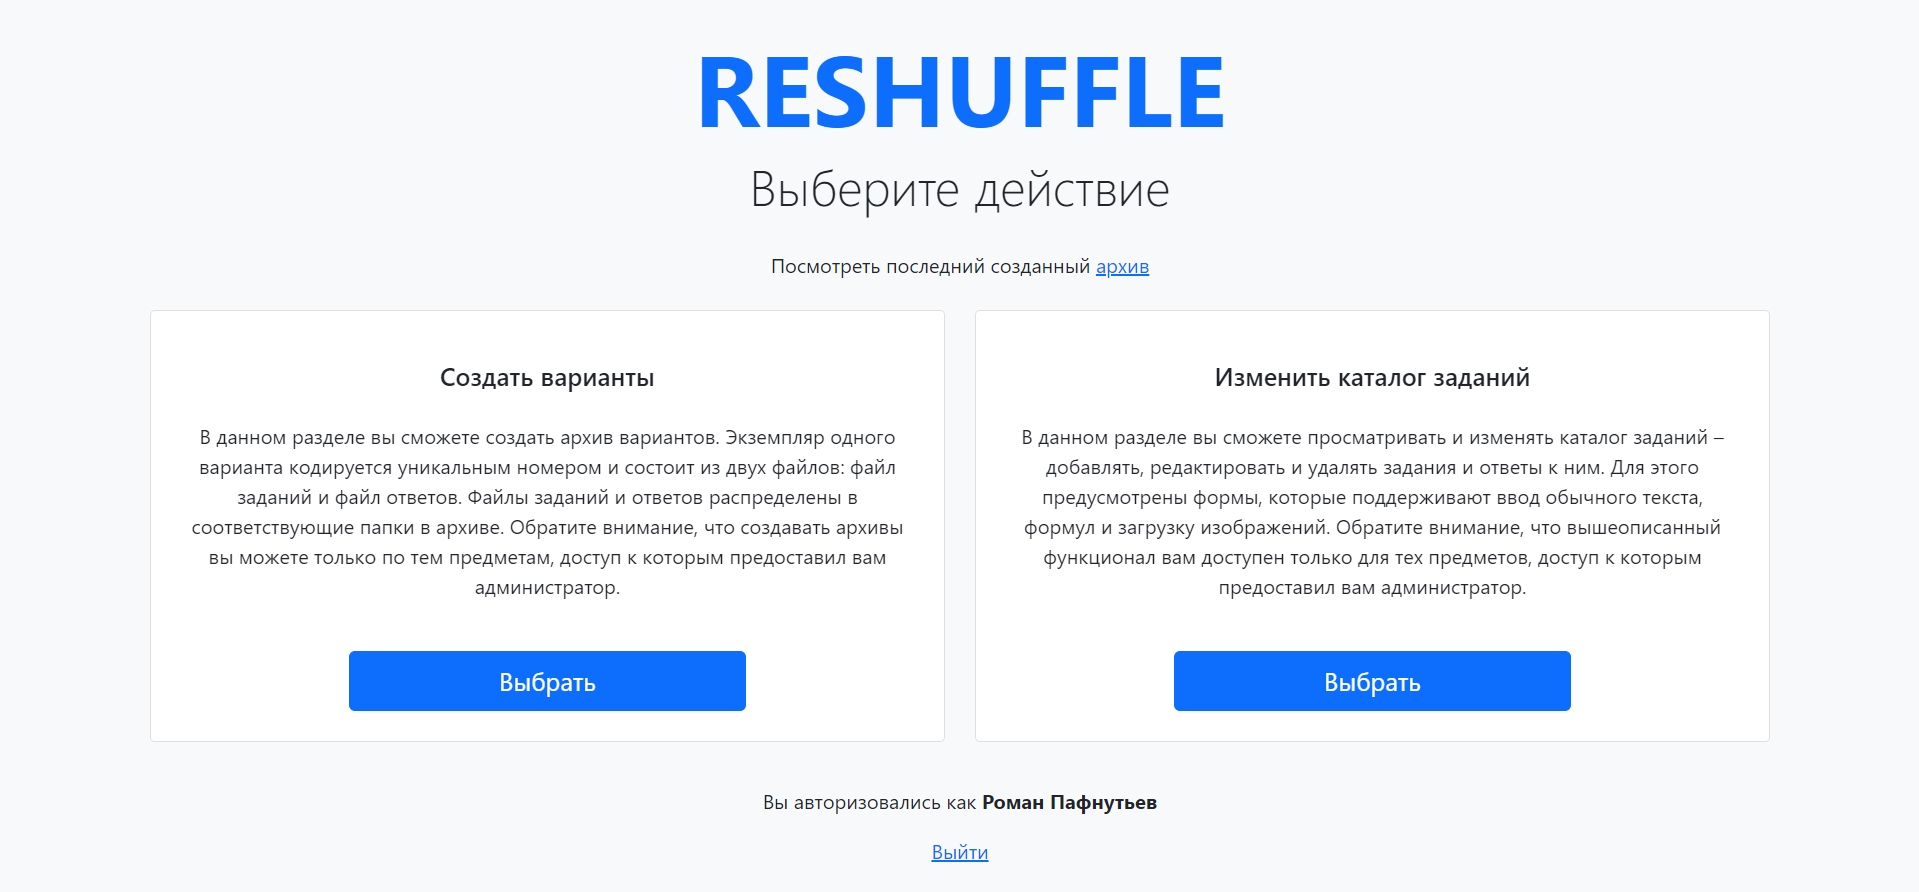 RESHUFFLE
Выберите действие
Посмотреть последний созданный архив
Создать варианты
В данном разделе вы сможете создать архив вариантов. Экземпляр одного
варианта кодируется уникальным номером и состоит из двух файлов: файл
заданий и файл ответов. Файлы заданий и ответов распределены в
соответствующие папки в архиве. Обратите внимание, что создавать архивы
вы можете только по тем предметам, доступ к которым предоставил вам
администратор.
Выбрать
Изменить каталог заданий
В данном разделе вы сможете просматривать и изменять каталог заданий –
добавлять, редактировать и удалять задания и ответы к ним. Для этого
предусмотрены формы, которые поддерживают ввод обычного текста,
формул и загрузку изображений. Обратите внимание, что вышеописанный
функционал вам доступен только для тех предметов, доступ к которым
предоставил вам администратор.
Выбрать
Вы авторизовались как Роман Пафнутьев
Выйти